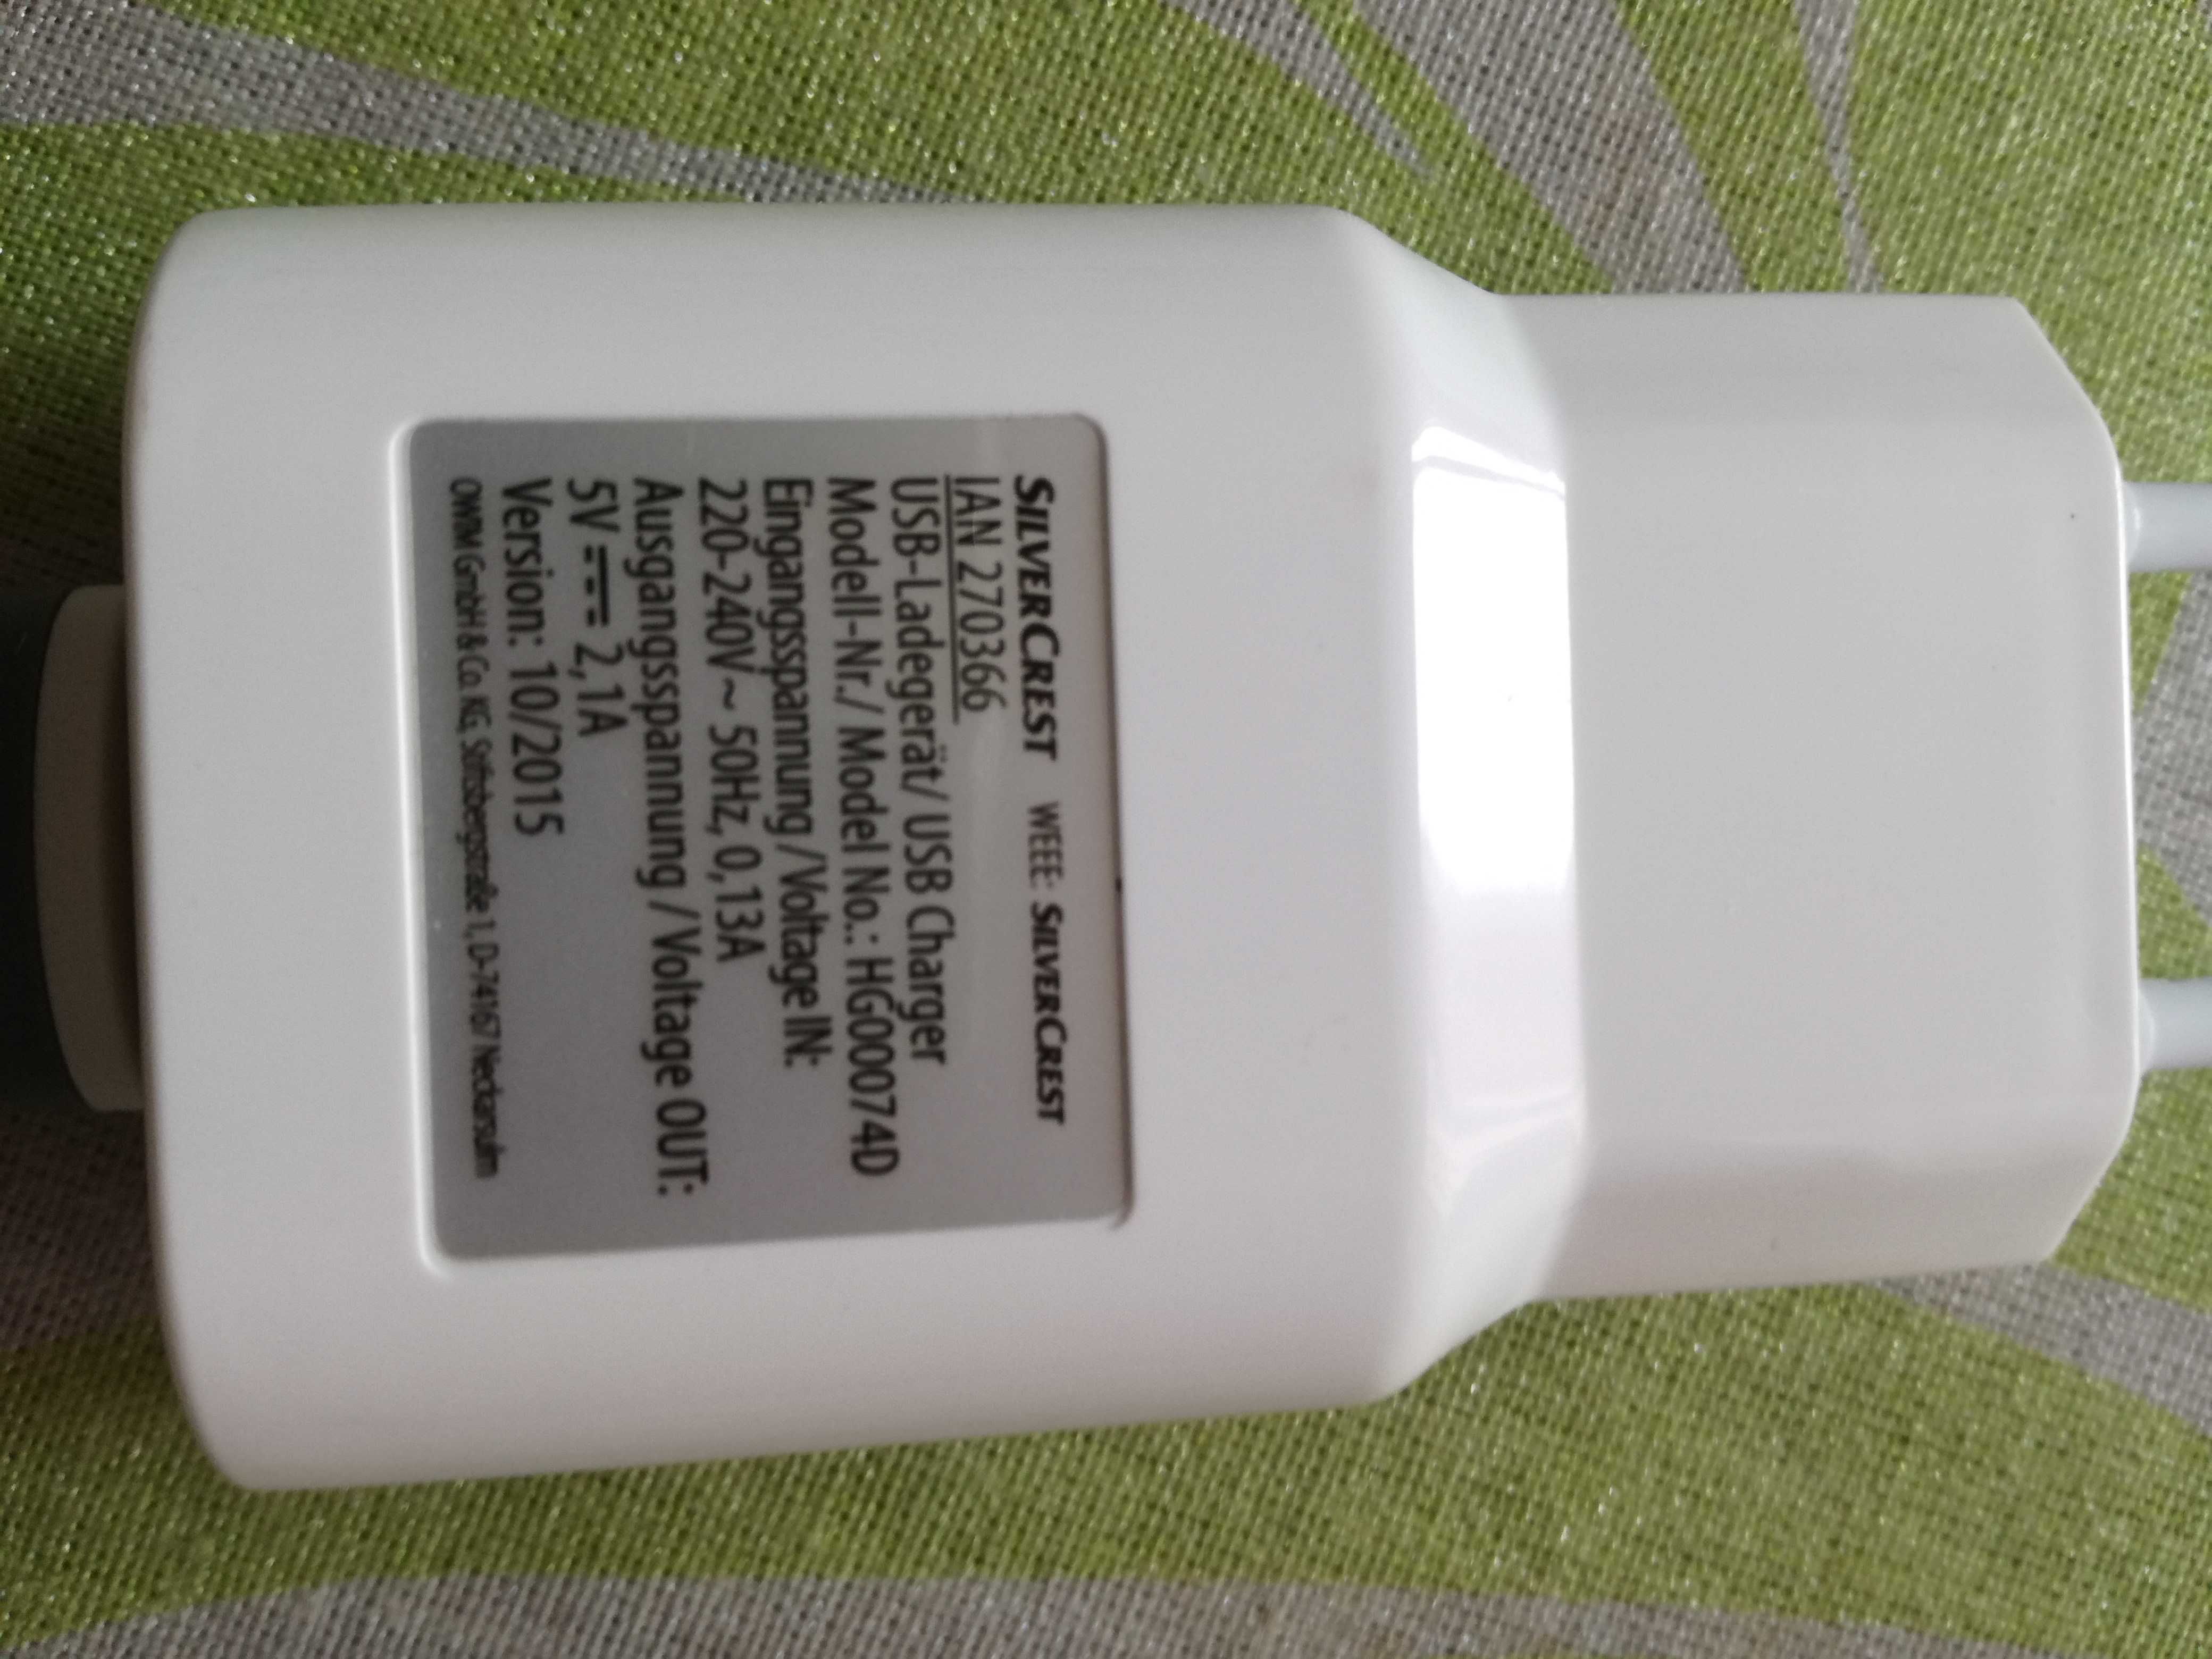 SILVERCREST WEEE: SILVERCREST
IAN 270366
USB-Ladegerät/ USB Charger
Modell-Nr./ Model No.: HG00074D
Eingangsspannung /Voltage IN:
220-240V~ 50Hz, 0,13A
Ausgangsspannung / Voltage OUT:
5V ⎓ 2,1A
Version: 10/2015
OWIM GmbH & Co. KG, Stiftsbergstraße 1, D-74167 Neckarsulm